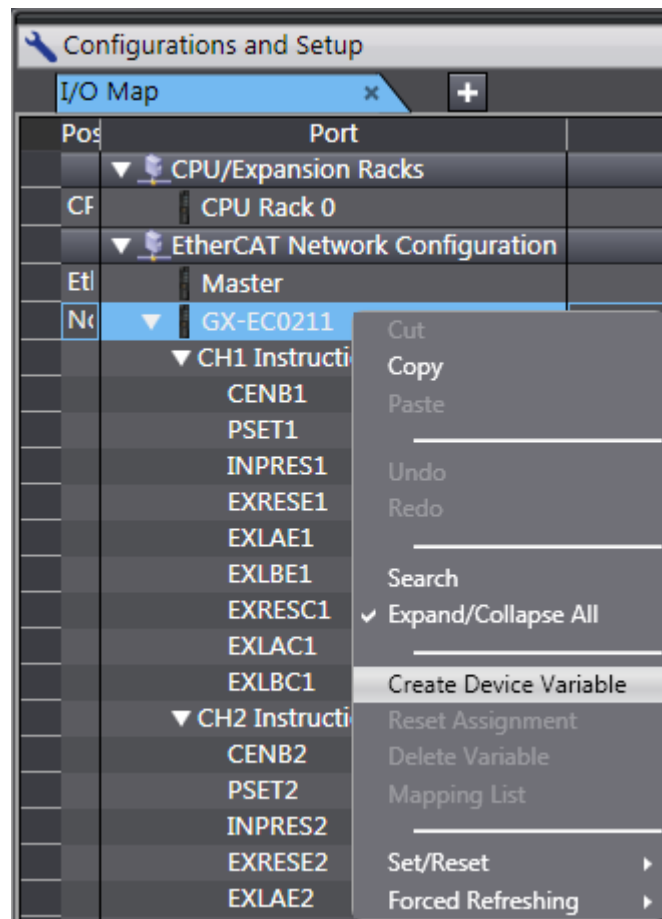 Configurations and Setup
I/O Map
Pos Port
CPU/Expansion Racks
CP CPU Rack 0
EtherCAT Network Configuration
Etl Master
No GX-EC0211
Cut
CH1 Instructi
Copy
CENB1
Paste
PSET1
INPRES1
Undo
EXRESE1
Redo
EXLAE1
EXLBE1
Search
EXRESC1
Expand/Collapse All
EXLAC1
EXLBC1
Create Device Variable
CH2 Instructi
Reset Assignment
CENB2
Delete Variable
PSET2
Mapping List
INPRES2
EXRESE2
Set/Reset
EXLAE2
Forced Refreshing